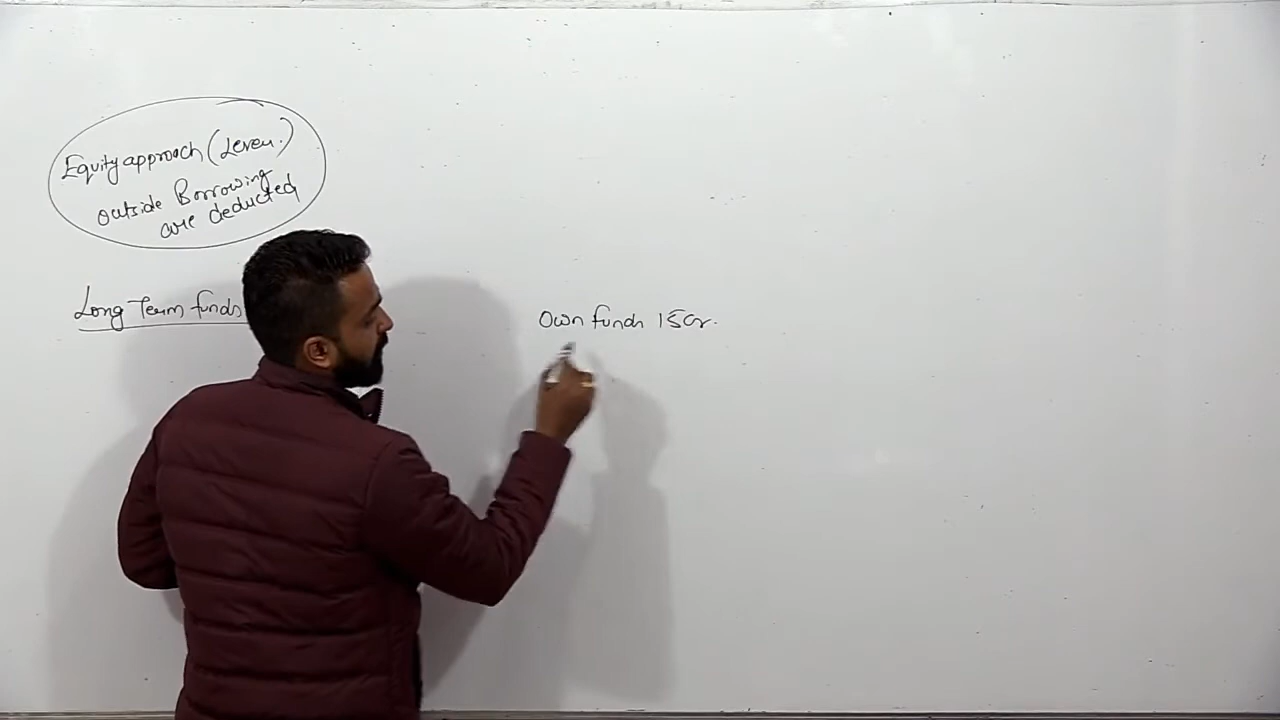 Equity approach (Leven.)
outside Borrowing
are deducted
Long Term funds
Own funds 15Cr.